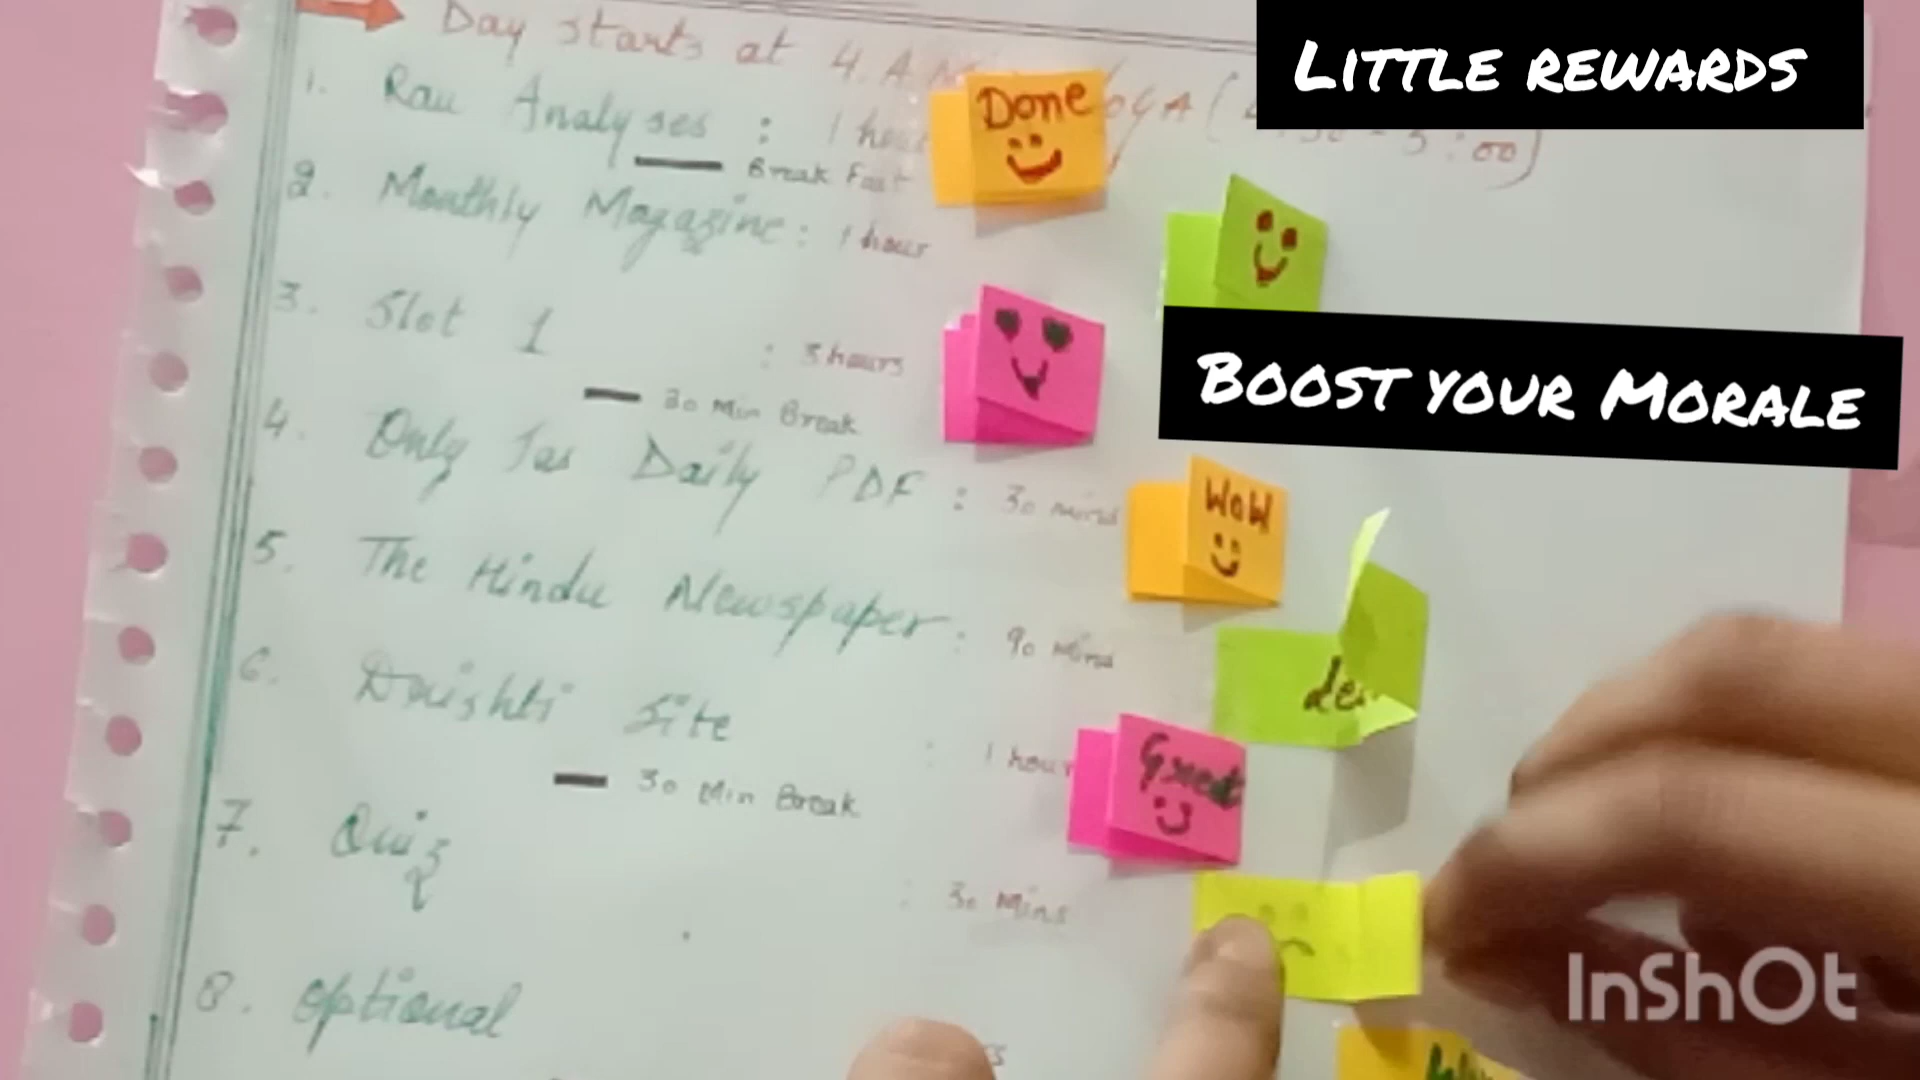 Day starts at 4. A.M
LITTLE REWARDS
1. Rau Analyses : 1 hour
Done
Break Fast
2. Monthly Magazine : 1 hour
3. Slot 1 : 3 hours
BOOST YOUR MORALE
30 Min Break
4. Only Ias Daily PDF : 30 mins
WoW
5. The Hindu Newspaper : 90 Mins
6. Drishti Site : 1 hour
Great
30 Min Break
7. Quiz : 30 Mins
8. Optional
InShOt